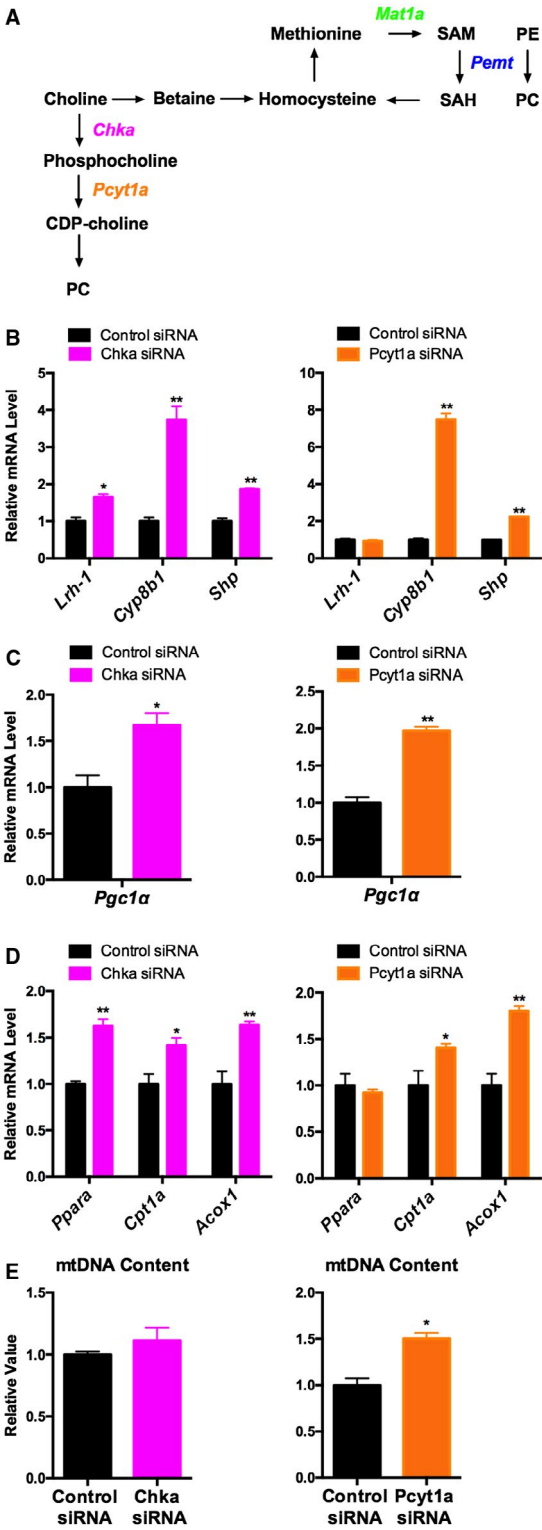 A
Mat1a
Methionine SAM PE
Pemt
Choline Betaine Homocysteine SAH PC
Chka
Phosphocholine
Pcyt1a
CDP-choline
PC
B
Control siRNA
Chka siRNA
Relative mRNA Level
5
4
3
2
1
0
*
**
**
Lrh-1 Cyp8b1 Shp
Control siRNA
Pcyt1a siRNA
10
8
6
4
2
0
**
**
Lrh-1 Cyp8b1 Shp
C
Control siRNA
Chka siRNA
Relative mRNA Level
2.0
1.5
1.0
0.5
0.0
*
Pgc1α
Control siRNA
Pcyt1a siRNA
2.5
2.0
1.5
1.0
0.5
0.0
**
Pgc1α
D
Control siRNA
Chka siRNA
Relative mRNA Level
2.0
1.5
1.0
0.5
0.0
**
*
**
Ppara Cpt1a Acox1
Control siRNA
Pcyt1a siRNA
2.0
1.5
1.0
0.5
0.0
*
**
Ppara Cpt1a Acox1
E
mtDNA Content
Relative Value
1.5
1.0
0.5
0.0
Control Chka
siRNA siRNA
mtDNA Content
2.0
1.5
1.0
0.5
0.0
*
Control Pcyt1a
siRNA siRNA